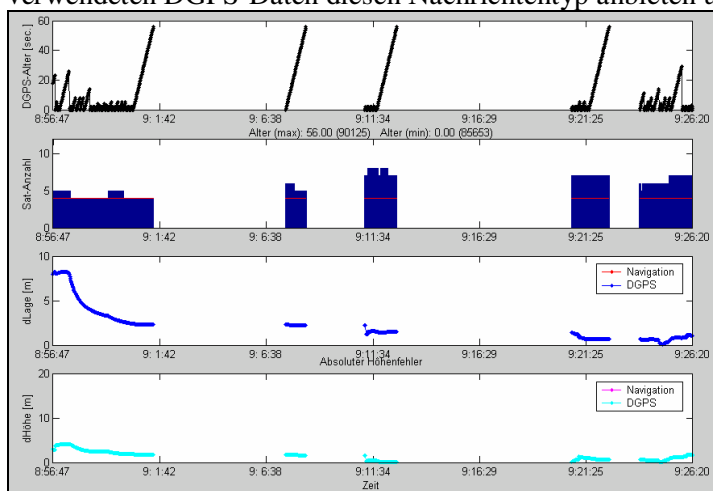 verwendeten DGPS-Daten diesen Nachrichtentyp anbieten u
60
40
20
0
DGPS-Alter [sec.]
8:56:47 9: 1:42 9: 6:38 9:11:34 9:16:29 9:21:25 9:26:20
Alter (max): 56.00 (90125) Alter (min): 0.00 (85653)
10
5
0
Sat-Anzahl
8:56:47 9: 1:42 9: 6:38 9:11:34 9:16:29 9:21:25 9:26:20
10
5
0
dLage [m]
Navigation
DGPS
8:56:47 9: 1:42 9: 6:38 9:11:34 9:16:29 9:21:25 9:26:20
Absoluter Höhenfehler
20
10
0
dHöhe [m]
Navigation
DGPS
8:56:47 9: 1:42 9: 6:38 9:11:34 9:16:29 9:21:25 9:26:20
Zeit